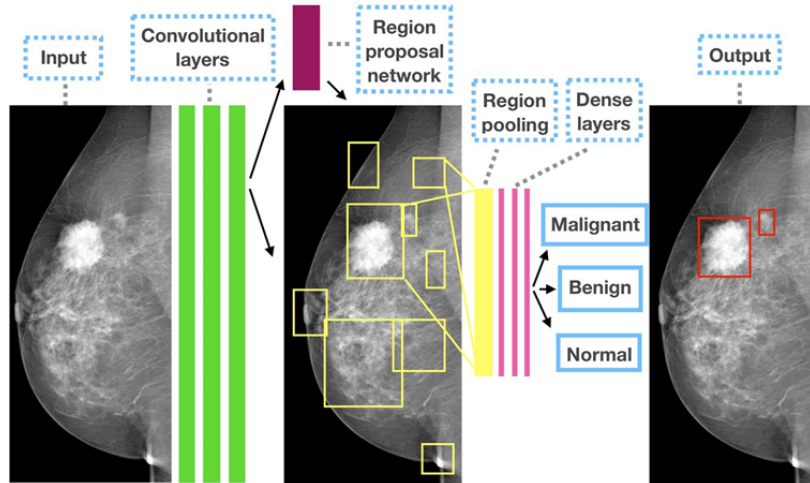 Input
Convolutional
layers
Region
proposal
network
Region
pooling
Dense
layers
Output
Malignant
Benign
Normal